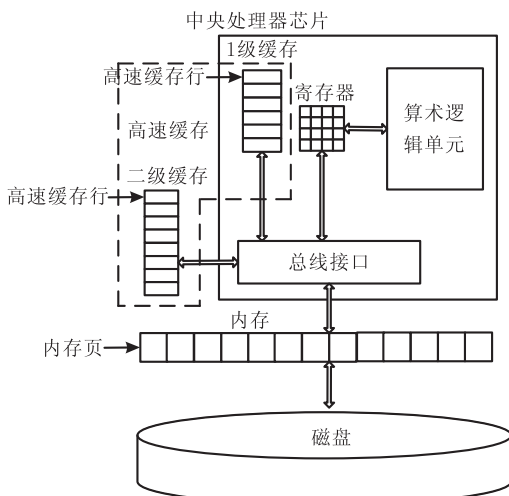 中央处理器芯片
1级缓存
高速缓存行
寄存器
高速缓存
算术逻
辑单元
二级缓存
高速缓存行
总线接口
内存
内存页
磁盘